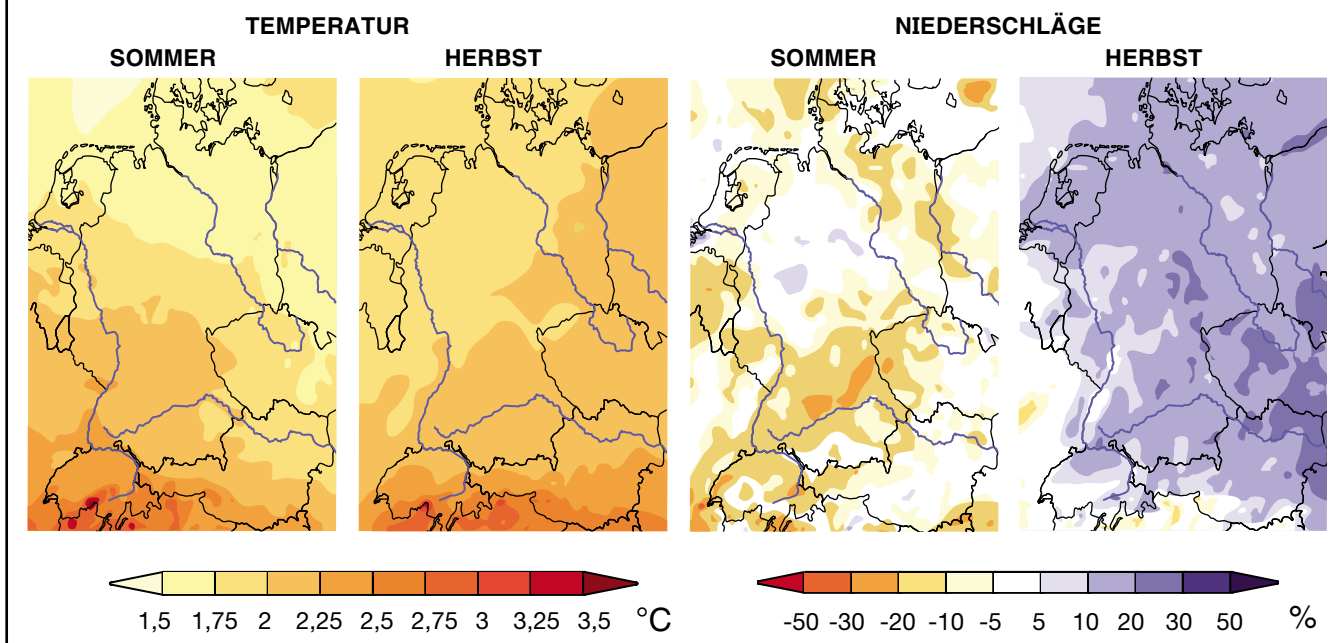 TEMPERATUR
NIEDERSCHLÄGE
SOMMER
HERBST
SOMMER
HERBST
1,5 1,75 2 2,25 2,5 2,75 3 3,25 3,5 °C
-50 -30 -20 -10 -5 5 10 20 30 50 %